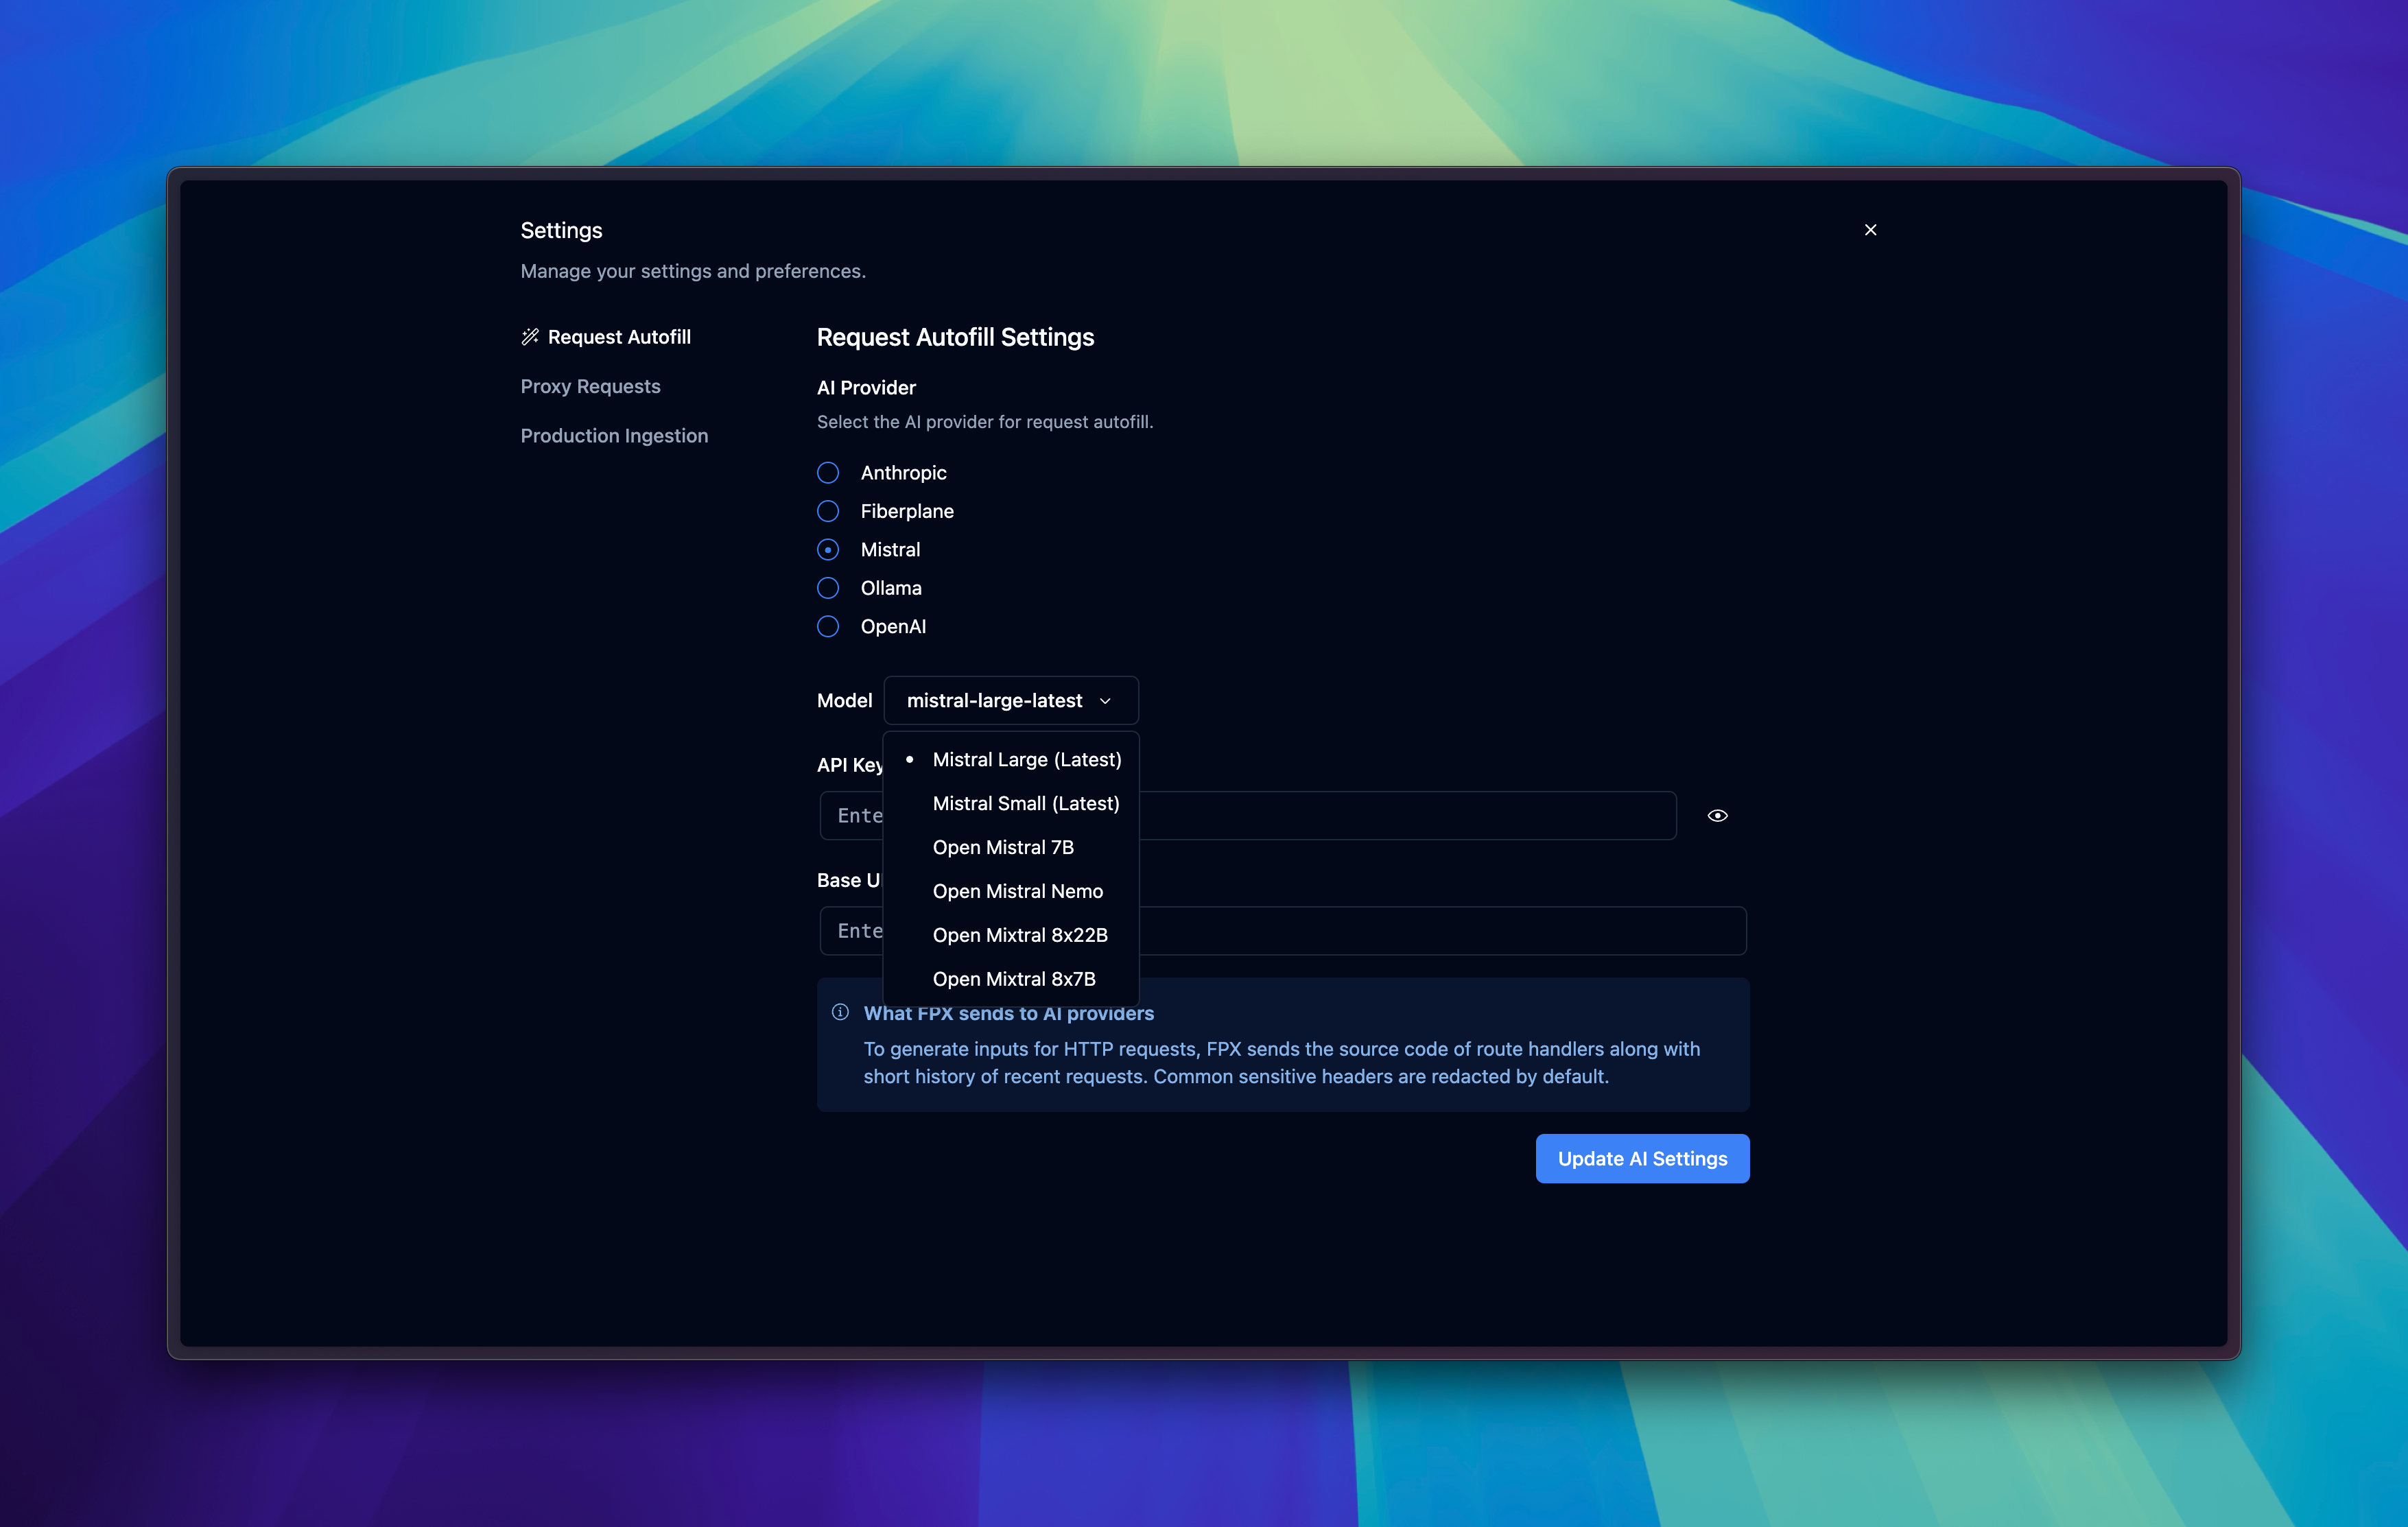 Settings
Manage your settings and preferences.
Request Autofill
Proxy Requests
Production Ingestion
Request Autofill Settings
AI Provider
Select the AI provider for request autofill.
Anthropic
Fiberplane
Mistral
Ollama
OpenAI
Model mistral-large-latest
Mistral Large (Latest)
Mistral Small (Latest)
Open Mistral 7B
Open Mistral Nemo
Open Mixtral 8x22B
Open Mixtral 8x7B
API Key
Base
What FPX sends to AI providers
To generate inputs for HTTP requests, FPX sends the source code of route handlers along with
short history of recent requests. Common sensitive headers are redacted by default.
Update AI Settings